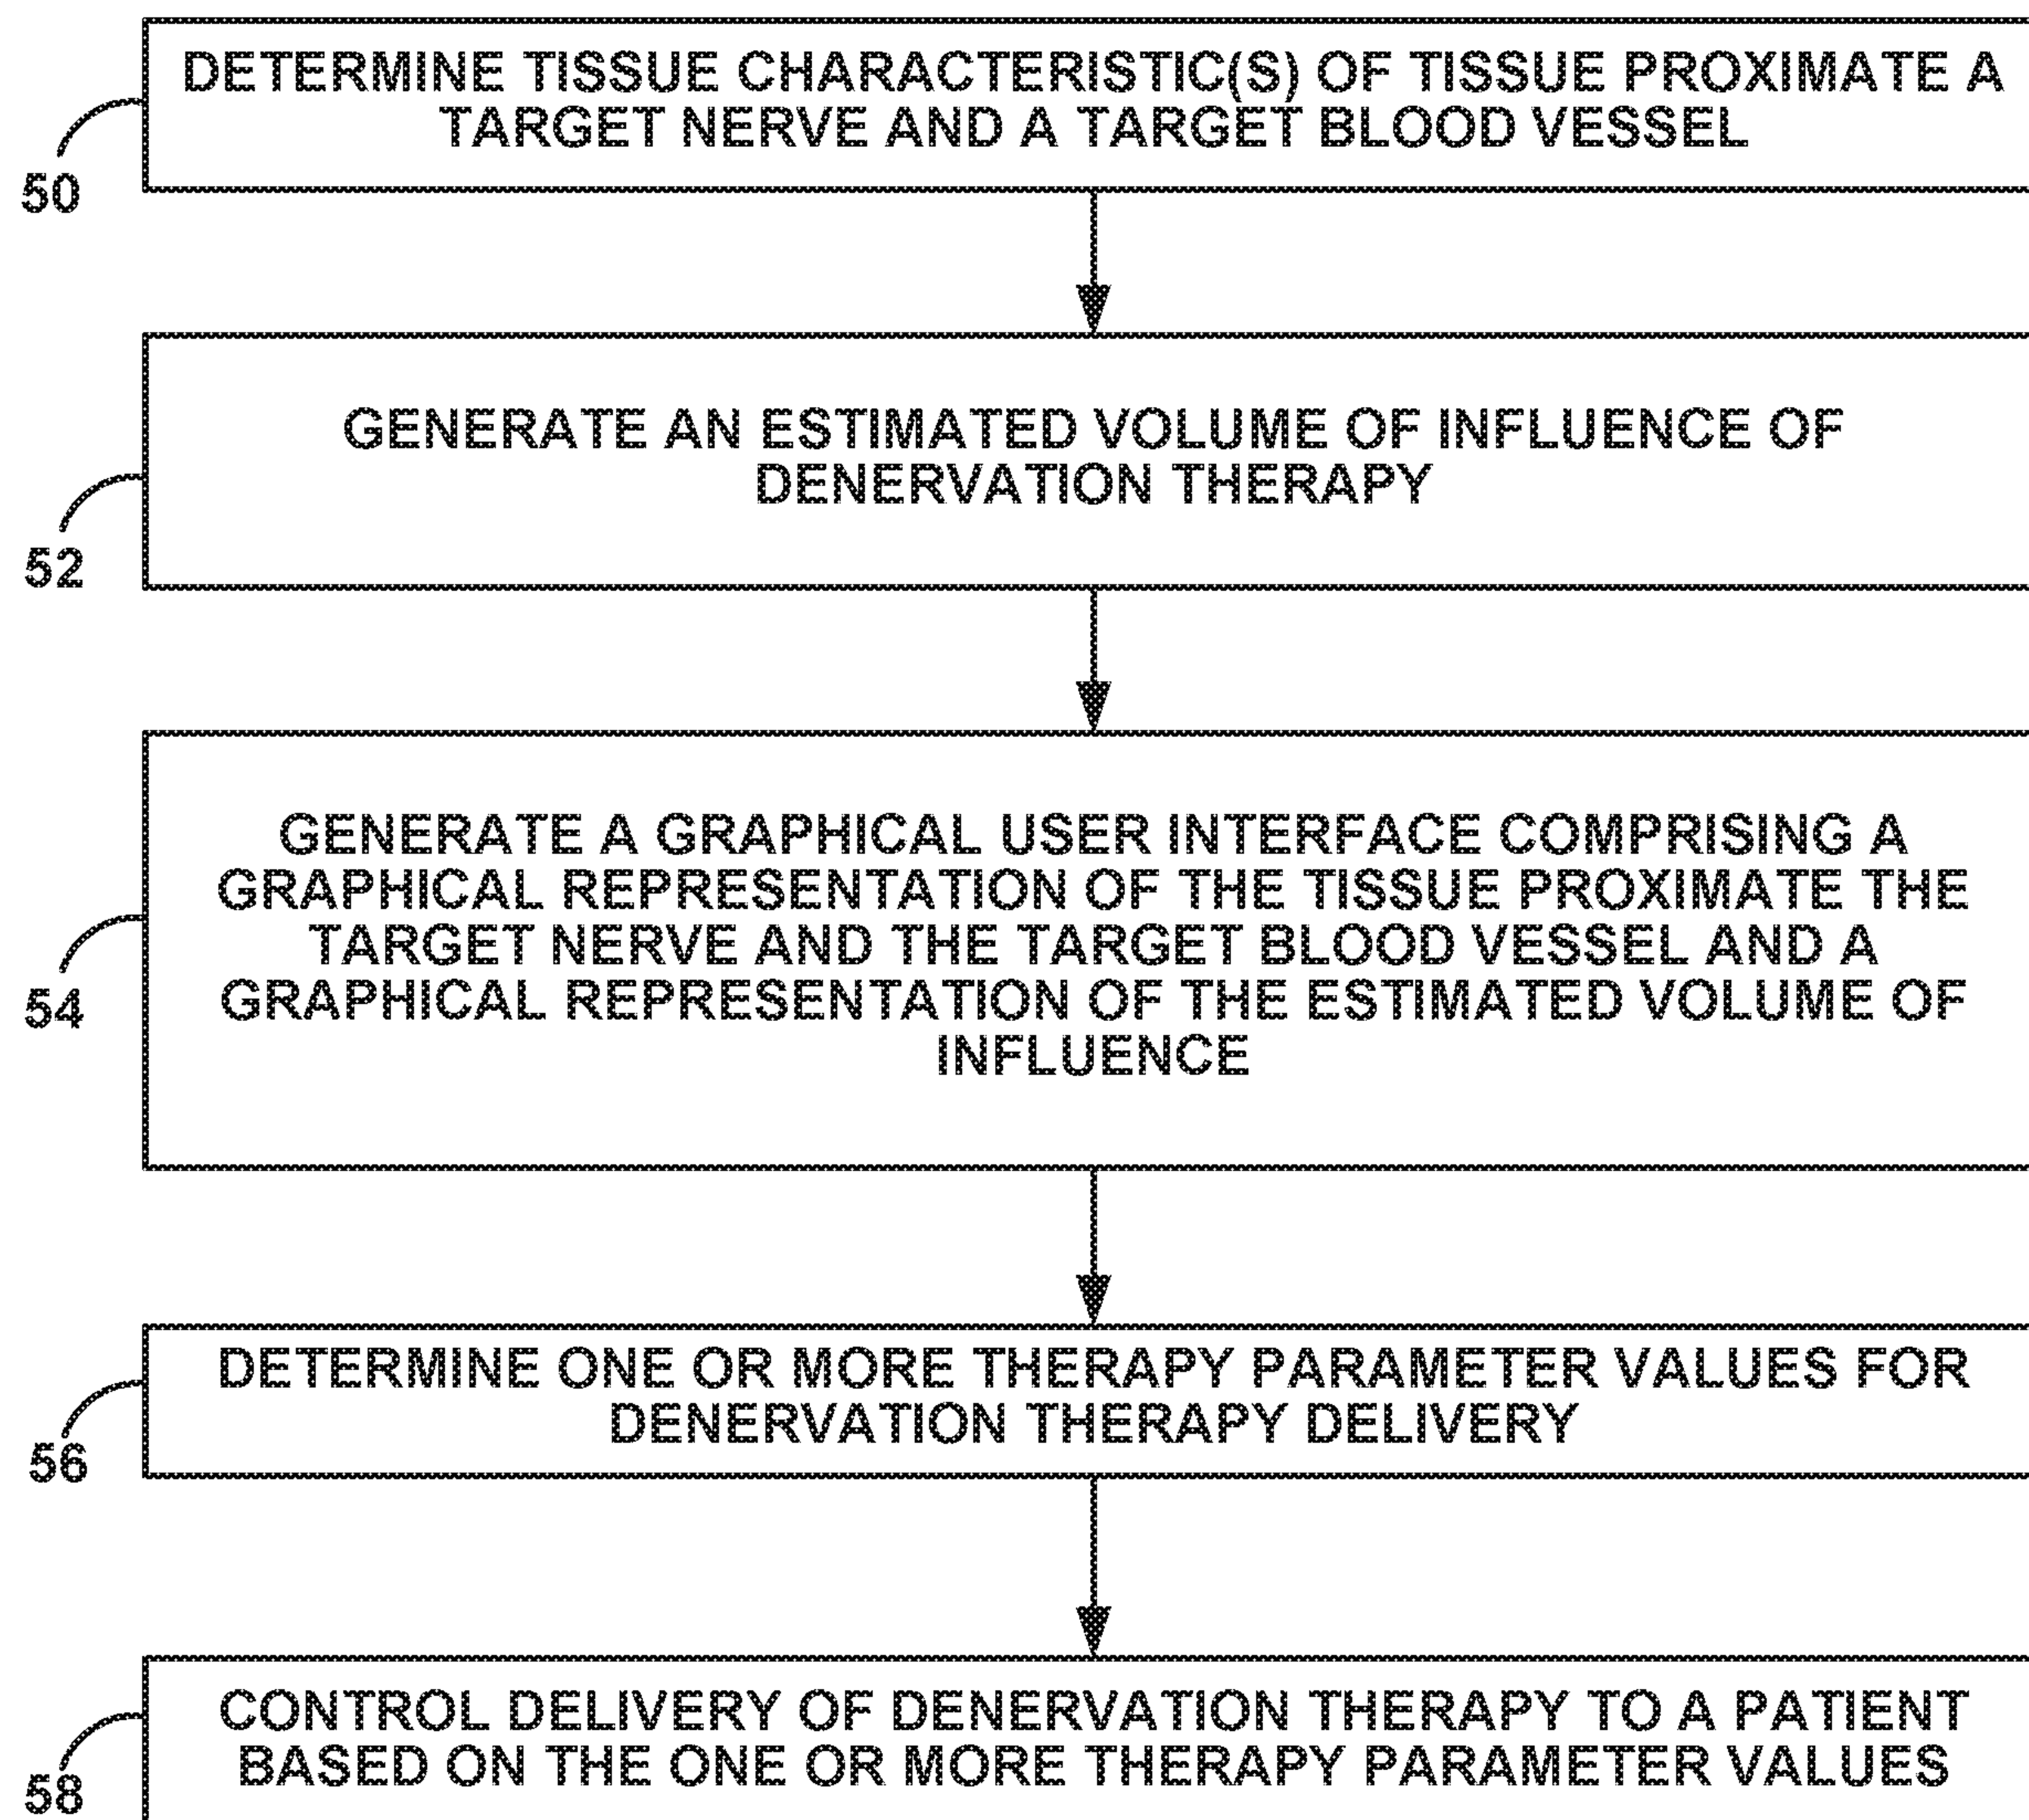 DETERMINE TISSUE CHARACTERISTIC(S) OF TISSUE PROXIMATE A
TARGET NERVE AND A TARGET BLOOD VESSEL
50
GENERATE AN ESTIMATED VOLUME OF INFLUENCE OF
DENERVATION THERAPY
52
GENERATE A GRAPHICAL USER INTERFACE COMPRISING A
GRAPHICAL REPRESENTATION OF THE TISSUE PROXIMATE THE
TARGET NERVE AND THE TARGET BLOOD VESSEL AND A
GRAPHICAL REPRESENTATION OF THE ESTIMATED VOLUME OF
INFLUENCE
54
DETERMINE ONE OR MORE THERAPY PARAMETER VALUES FOR
DENERVATION THERAPY DELIVERY
56
CONTROL DELIVERY OF DENERVATION THERAPY TO A PATIENT
BASED ON THE ONE OR MORE THERAPY PARAMETER VALUES
58